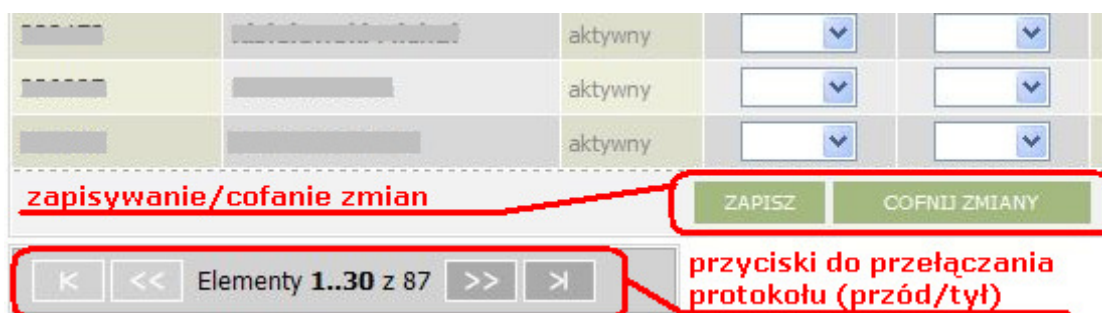 aktywny
aktywny
aktywny
zapisywanie/cofanie zmian
ZAPISZ COFNIJ ZMIANY
K << Elementy 1..30 z 87 >> >|
przyciski do przełączania
protokołu (przód/tył)